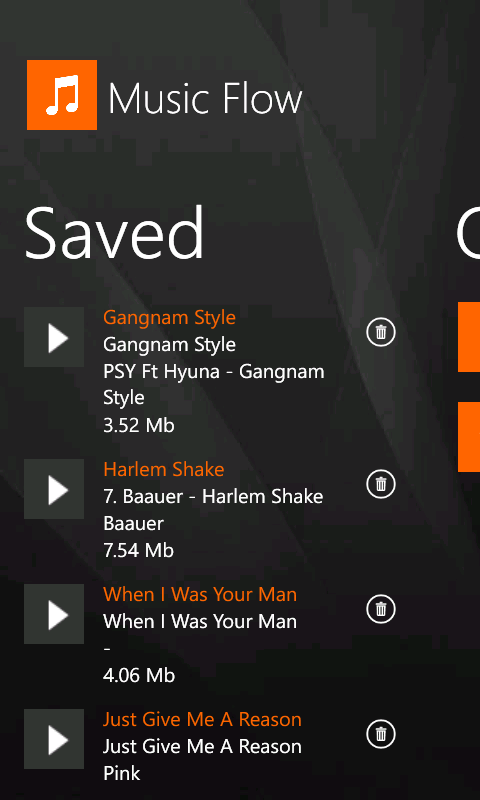 Music Flow
Saved
Gangnam Style
Gangnam Style
PSY Ft Hyuna - Gangnam
Style
3.52 Mb
Harlem Shake
7. Baauer - Harlem Shake
Baauer
7.54 Mb
When I Was Your Man
When I Was Your Man
-
4.06 Mb
Just Give Me A Reason
Just Give Me A Reason
Pink